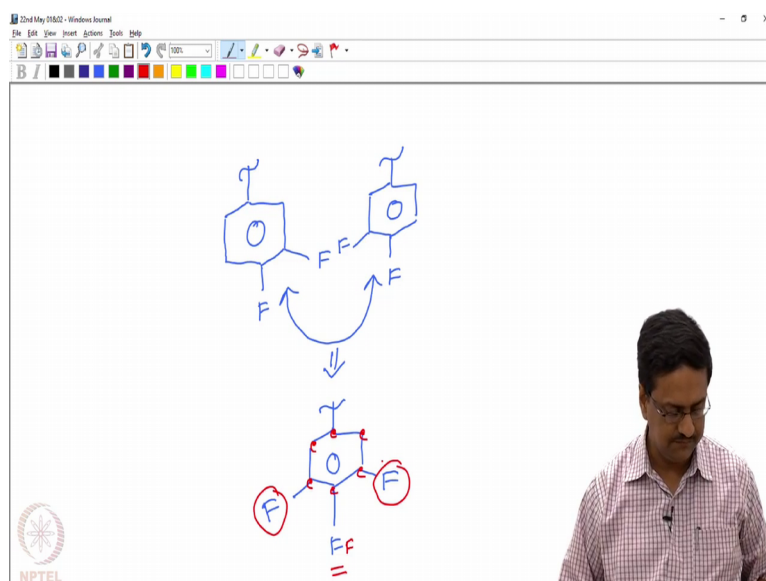 22nd May 01&02 - Windows Journal
File Edit View Insert Actions Tools Help
100%
B I
F
F
F
F
F
F
F F
NPTEL